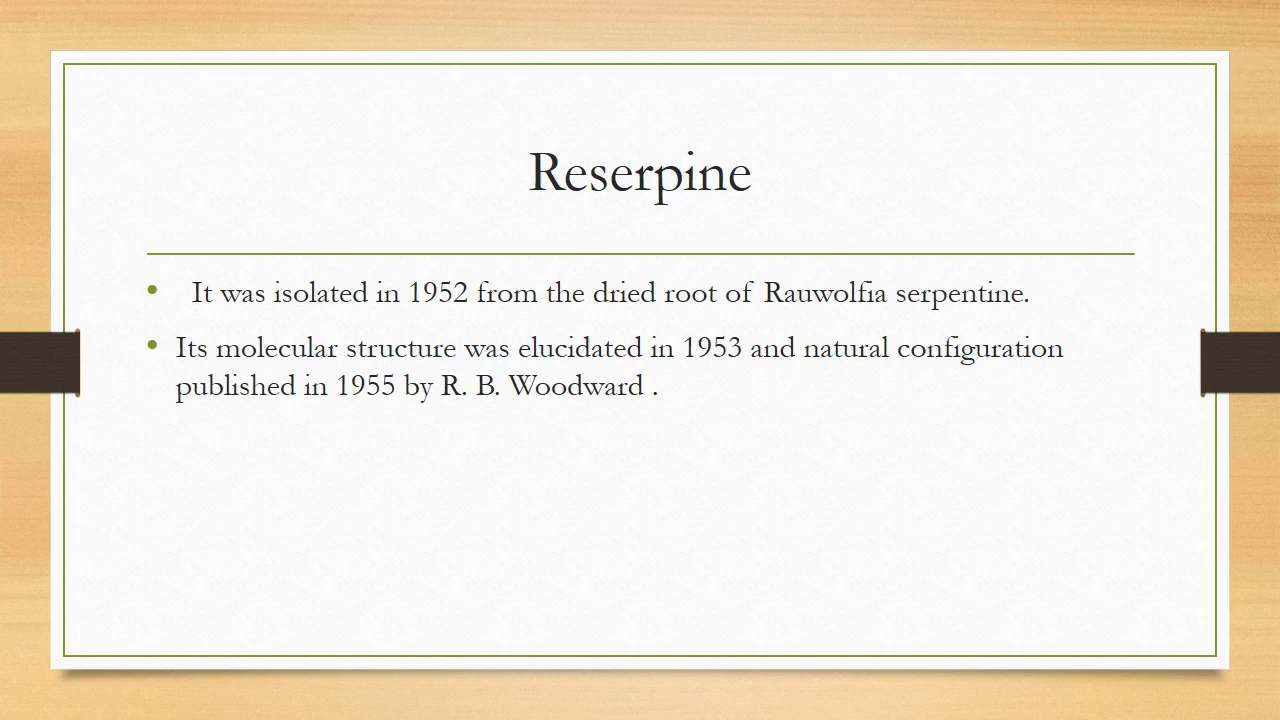 Reserpine
• It was isolated in 1952 from the dried root of Rauwolfia serpentine.
• Its molecular structure was elucidated in 1953 and natural configuration
published in 1955 by R. B. Woodward .